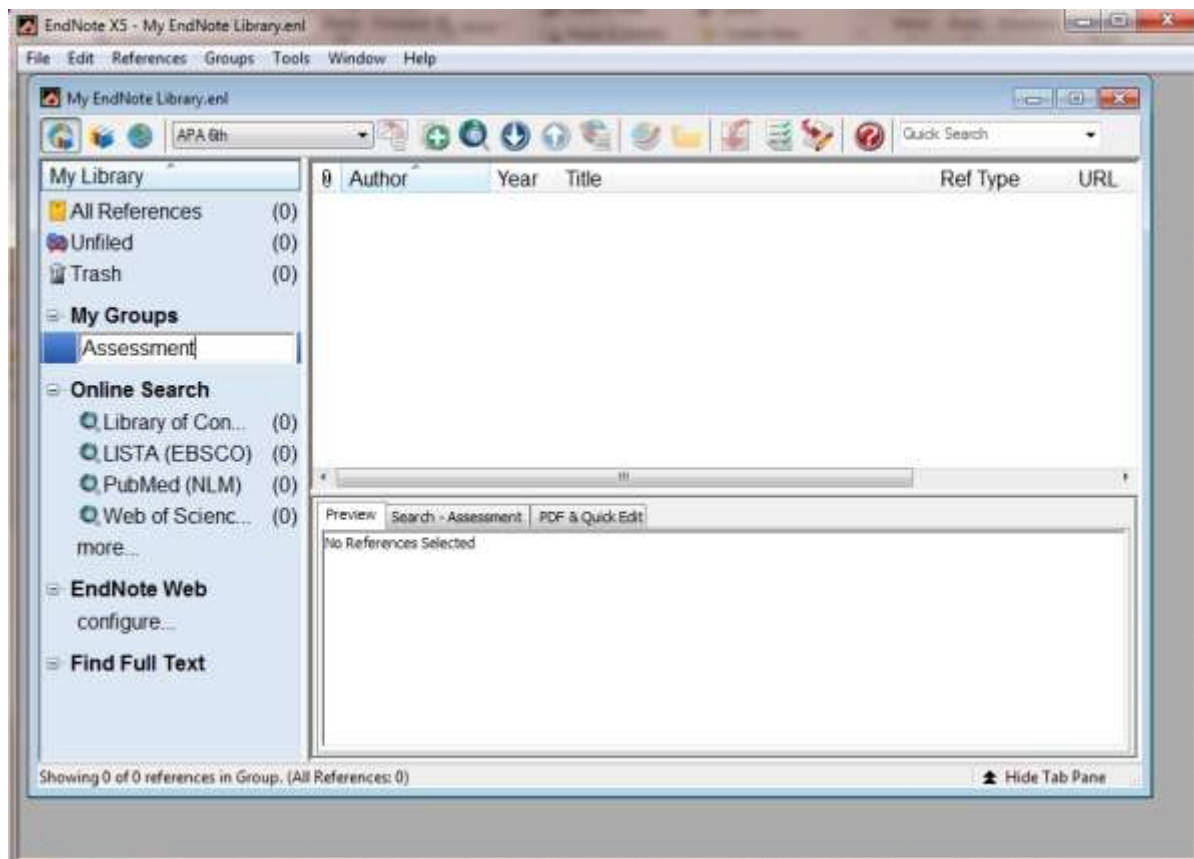 EndNote X5 - My EndNote Library.enl
File Edit References Groups Tools Window Help
My EndNote Library.enl
APA 6th
Quick Search
My Library
Author Year Title Ref Type URL
All References (0)
Unfiled (0)
Trash (0)
My Groups
Assessment
Online Search
Library of Con... (0)
LISTA (EBSCO) (0)
PubMed (NLM) (0)
Web of Scienc... (0)
more...
EndNote Web
configure...
Find Full Text
Preview Search - Assessment PDF & Quick Edit
No References Selected
Showing 0 of 0 references in Group. (All References: 0)
Hide Tab Pane